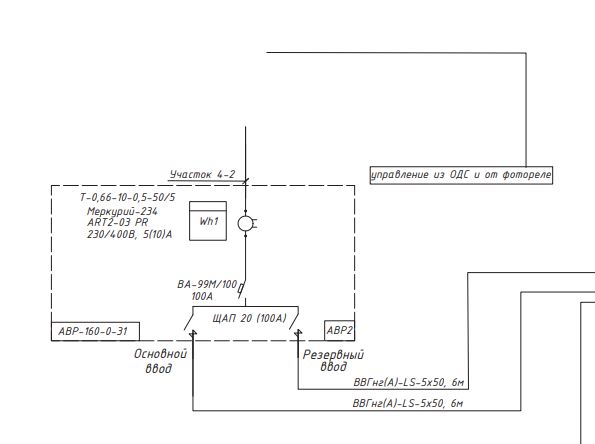 Участок 4-2
управление из ОДС и от фотореле
Т-0,66-10-0,5-50/5
Меркурий-234
ART2-03 PR
230/400В, 5(10)А
Wh1
ВА-99М/100
100А
ЩАП 20 (100А)
АВР-160-0-31
АВР2
Основной
ввод
Резервный
ввод
ВВГнг(А)-LS-5х50, 6м
ВВГнг(А)-LS-5х50, 6м